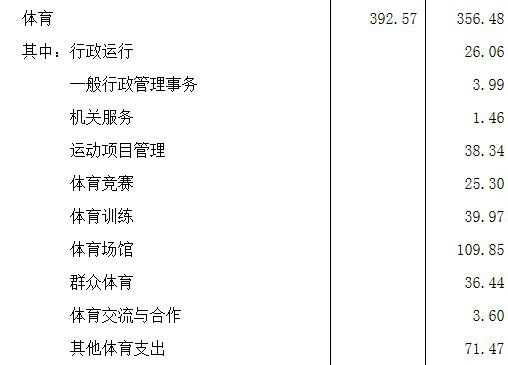 体育 392.57 356.48
其中：行政运行 26.06
一般行政管理事务 3.99
机关服务 1.46
运动项目管理 38.34
体育竞赛 25.30
体育训练 39.97
体育场馆 109.85
群众体育 36.44
体育交流与合作 3.60
其他体育支出 71.47